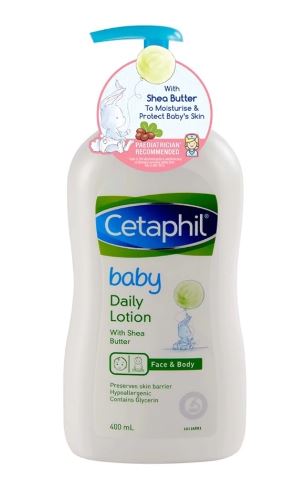 With
Shea Butter
To Moisturise &
Protect Baby's Skin
PAEDIATRICIAN*
RECOMMENDED
Cetaphil®
baby
Daily
Lotion
With Shea
Butter
Face & Body
Preserves skin barrier
Hypoallergenic
Contains Glycerin
400 mL